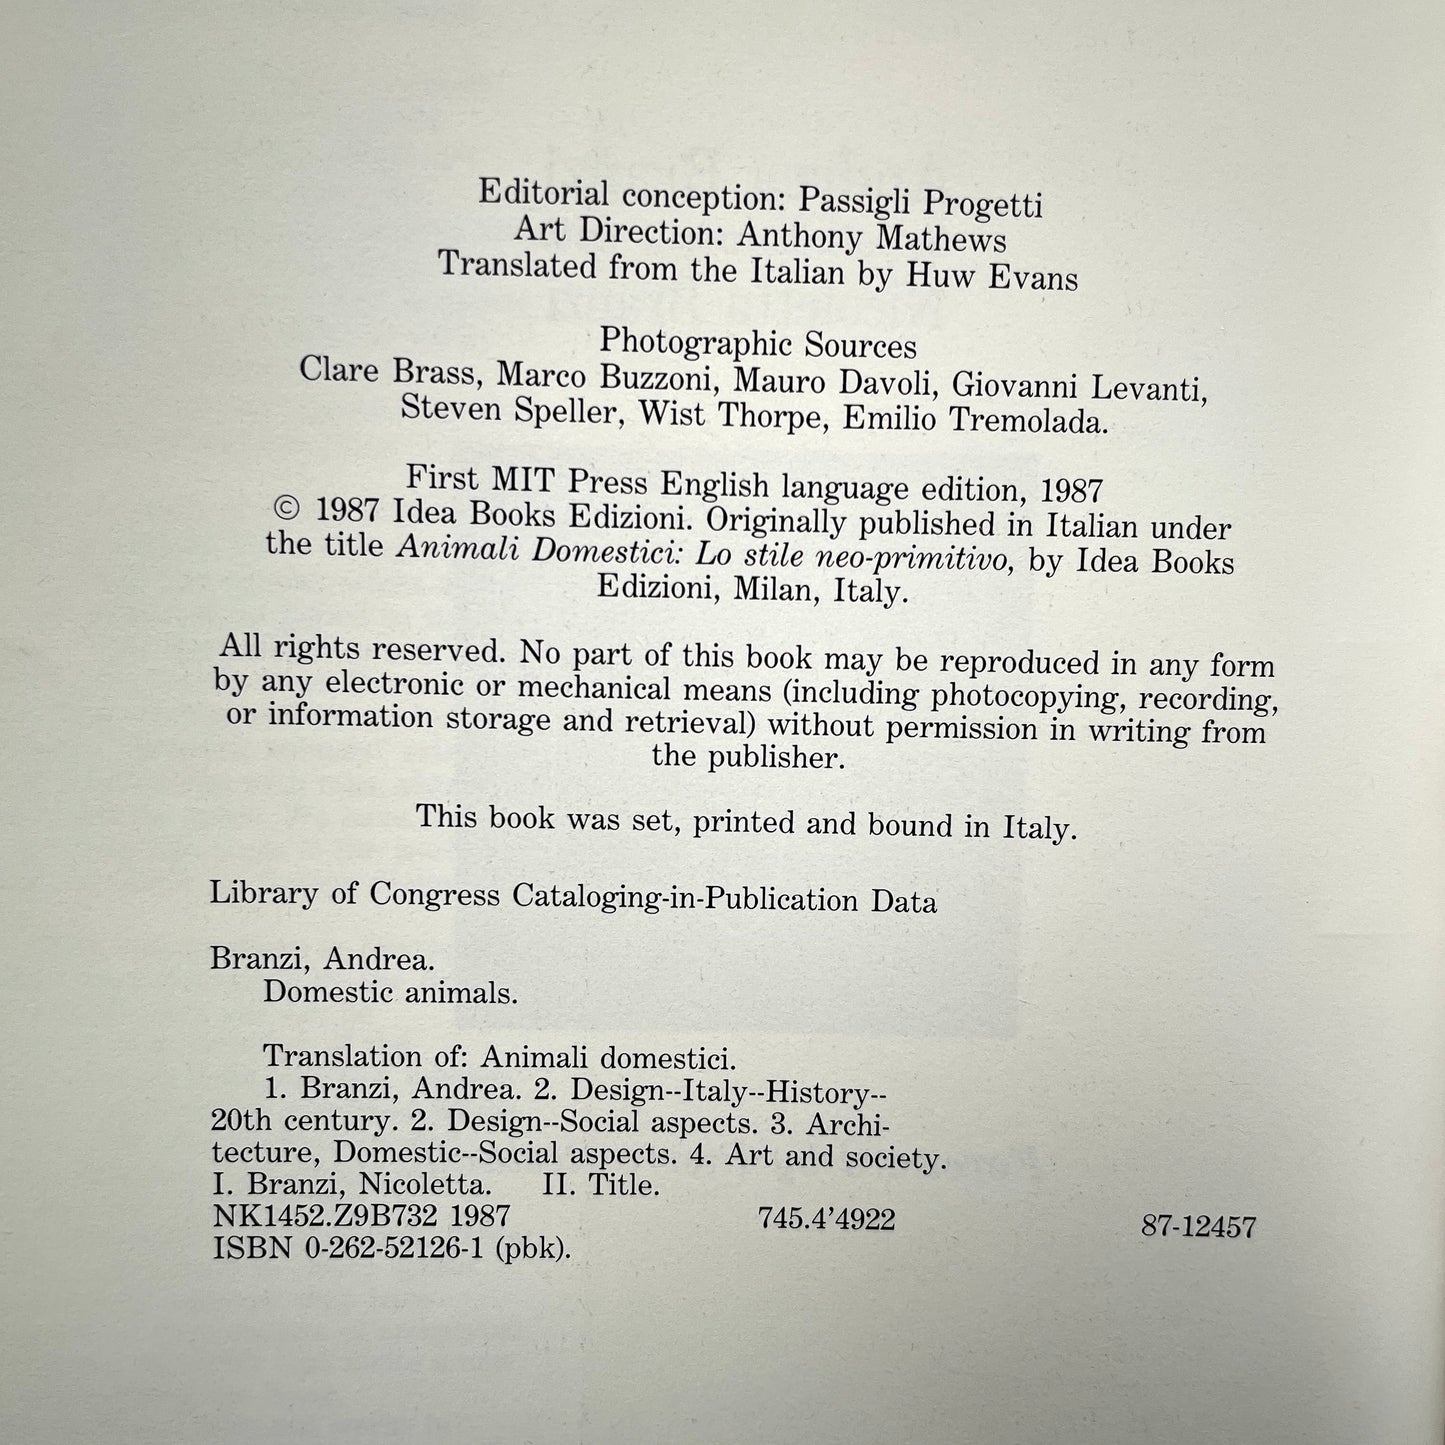 Editorial conception: Passigli Progetti
Art Direction: Anthony Mathews
Translated from the Italian by Huw Evans
Photographic Sources
Clare Brass, Marco Buzzoni, Mauro Davoli, Giovanni Levanti,
Steven Speller, Wist Thorpe, Emilio Tremolada.
First MIT Press English language edition, 1987
© 1987 Idea Books Edizioni. Originally published in Italian under
the title Animali Domestici: Lo stile neo-primitivo, by Idea Books
Edizioni, Milan, Italy.
All rights reserved. No part of this book may be reproduced in any form
by any electronic or mechanical means (including photocopying, recording,
or information storage and retrieval) without permission in writing from
the publisher.
This book was set, printed and bound in Italy.
Library of Congress Cataloging-in-Publication Data
Branzi, Andrea.
Domestic animals.
Translation of: Animali domestici.
1. Branzi, Andrea. 2. Design--Italy--History--
20th century. 2. Design--Social aspects. 3. Archi-
tecture, Domestic--Social aspects. 4. Art and society.
I. Branzi, Nicoletta. II. Title.
NK1452.Z9B732 1987 745.4’4922 87-12457
ISBN 0-262-52126-1 (pbk).